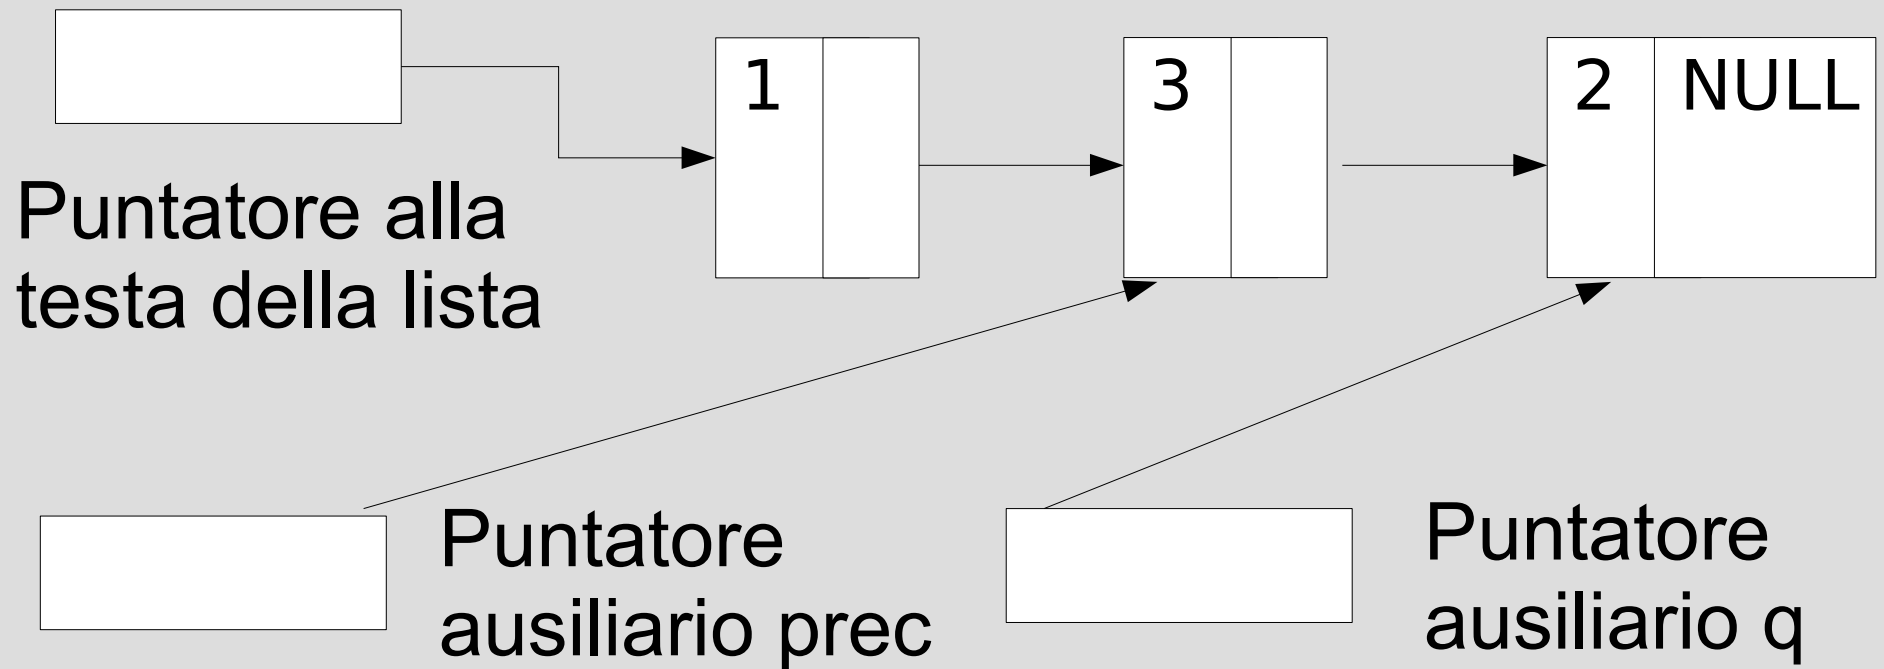 1
3
2 NULL
Puntatore alla
testa della lista
Puntatore
ausiliario prec
Puntatore
ausiliario q